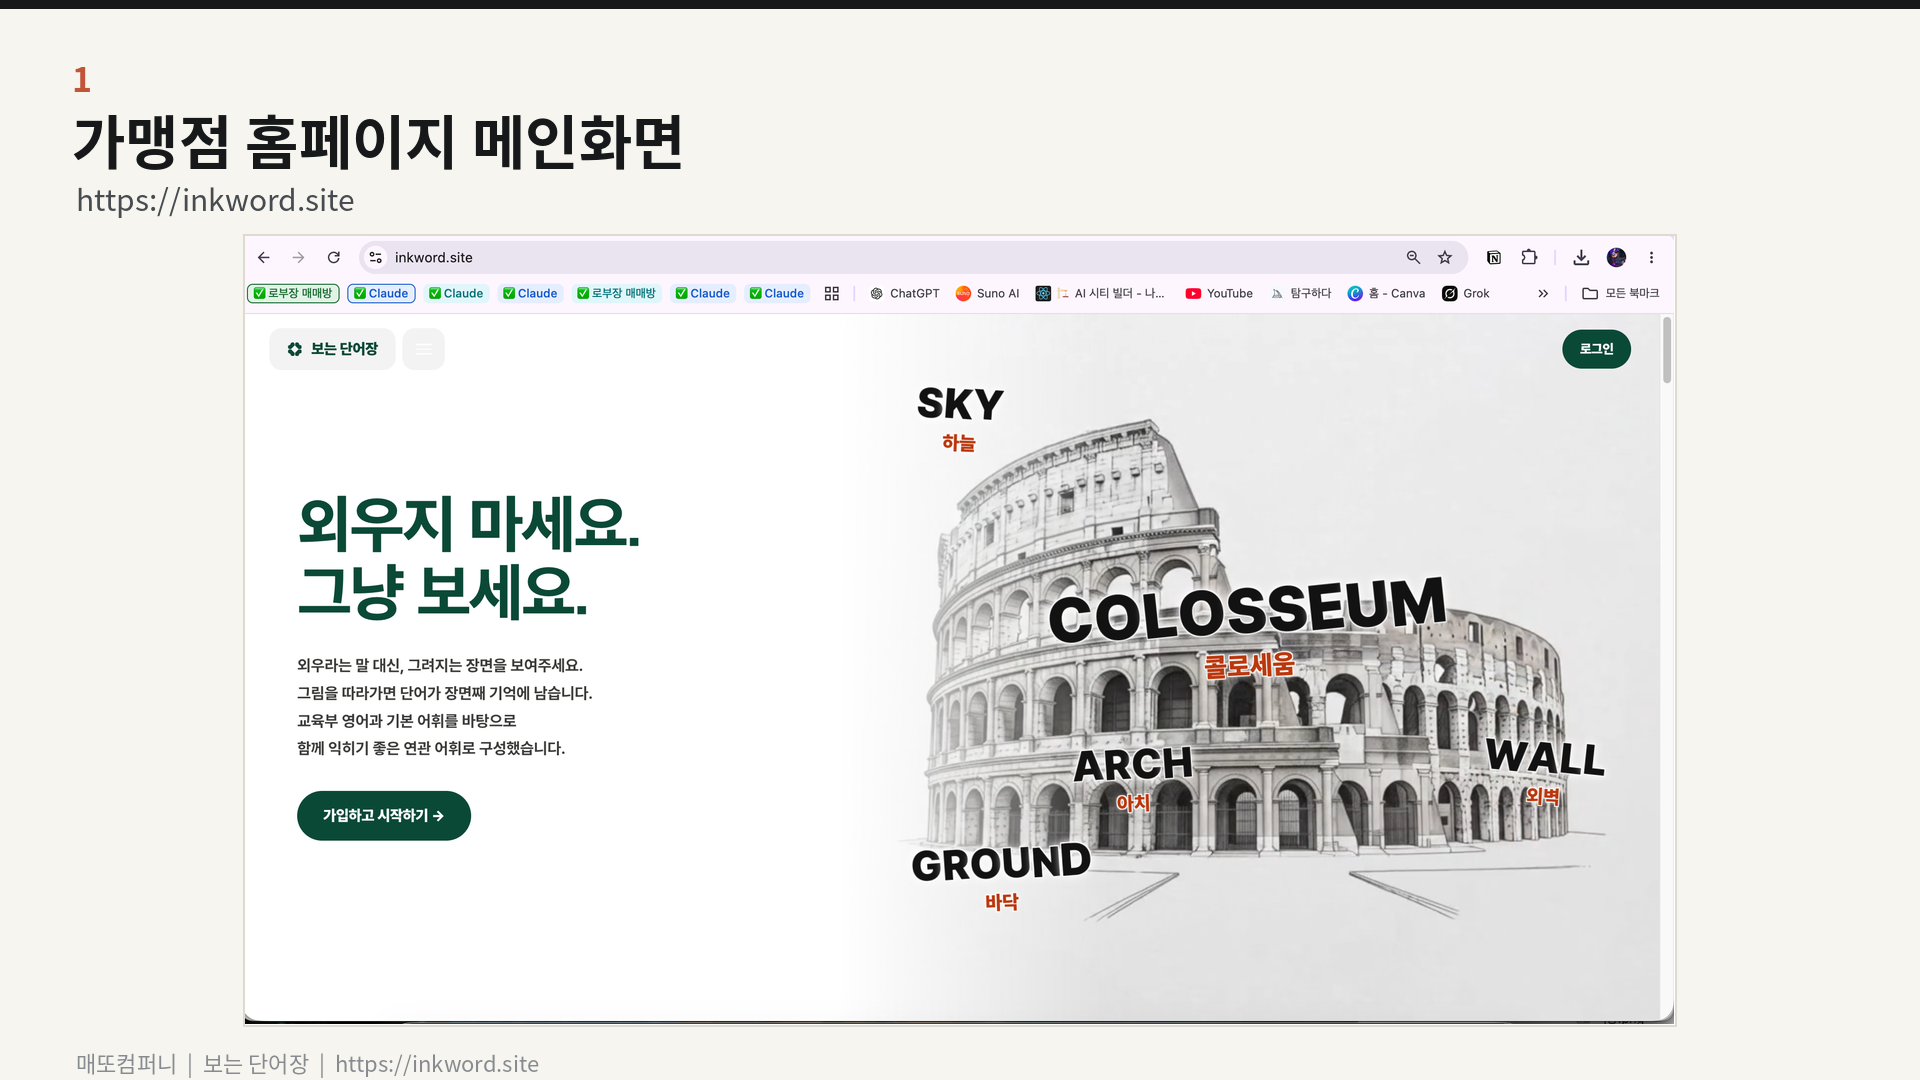 1
가맹점 홈페이지 메인화면
https://inkword.site
inkword.site
✅ 로부장 매매방 ✅ Claude ✅ Claude ✅ Claude ✅ 로부장 매매방 ✅ Claude ✅ Claude ChatGPT Suno AI AI 시티 빌더 - 나... YouTube 탐구하다 홈 - Canva Grok » 모든 북마크
보는 단어장
로그인
SKY
하늘
외우지 마세요.
그냥 보세요.
COLOSSEUM
콜로세움
외우라는 말 대신, 그려지는 장면을 보여주세요.
그림을 따라가면 단어가 장면째 기억에 남습니다.
교육부 영어과 기본 어휘를 바탕으로
함께 익히기 좋은 연관 어휘로 구성했습니다.
ARCH
아치
WALL
외벽
가입하고 시작하기 →
GROUND
바닥
매또컴퍼니 | 보는 단어장 | https://inkword.site